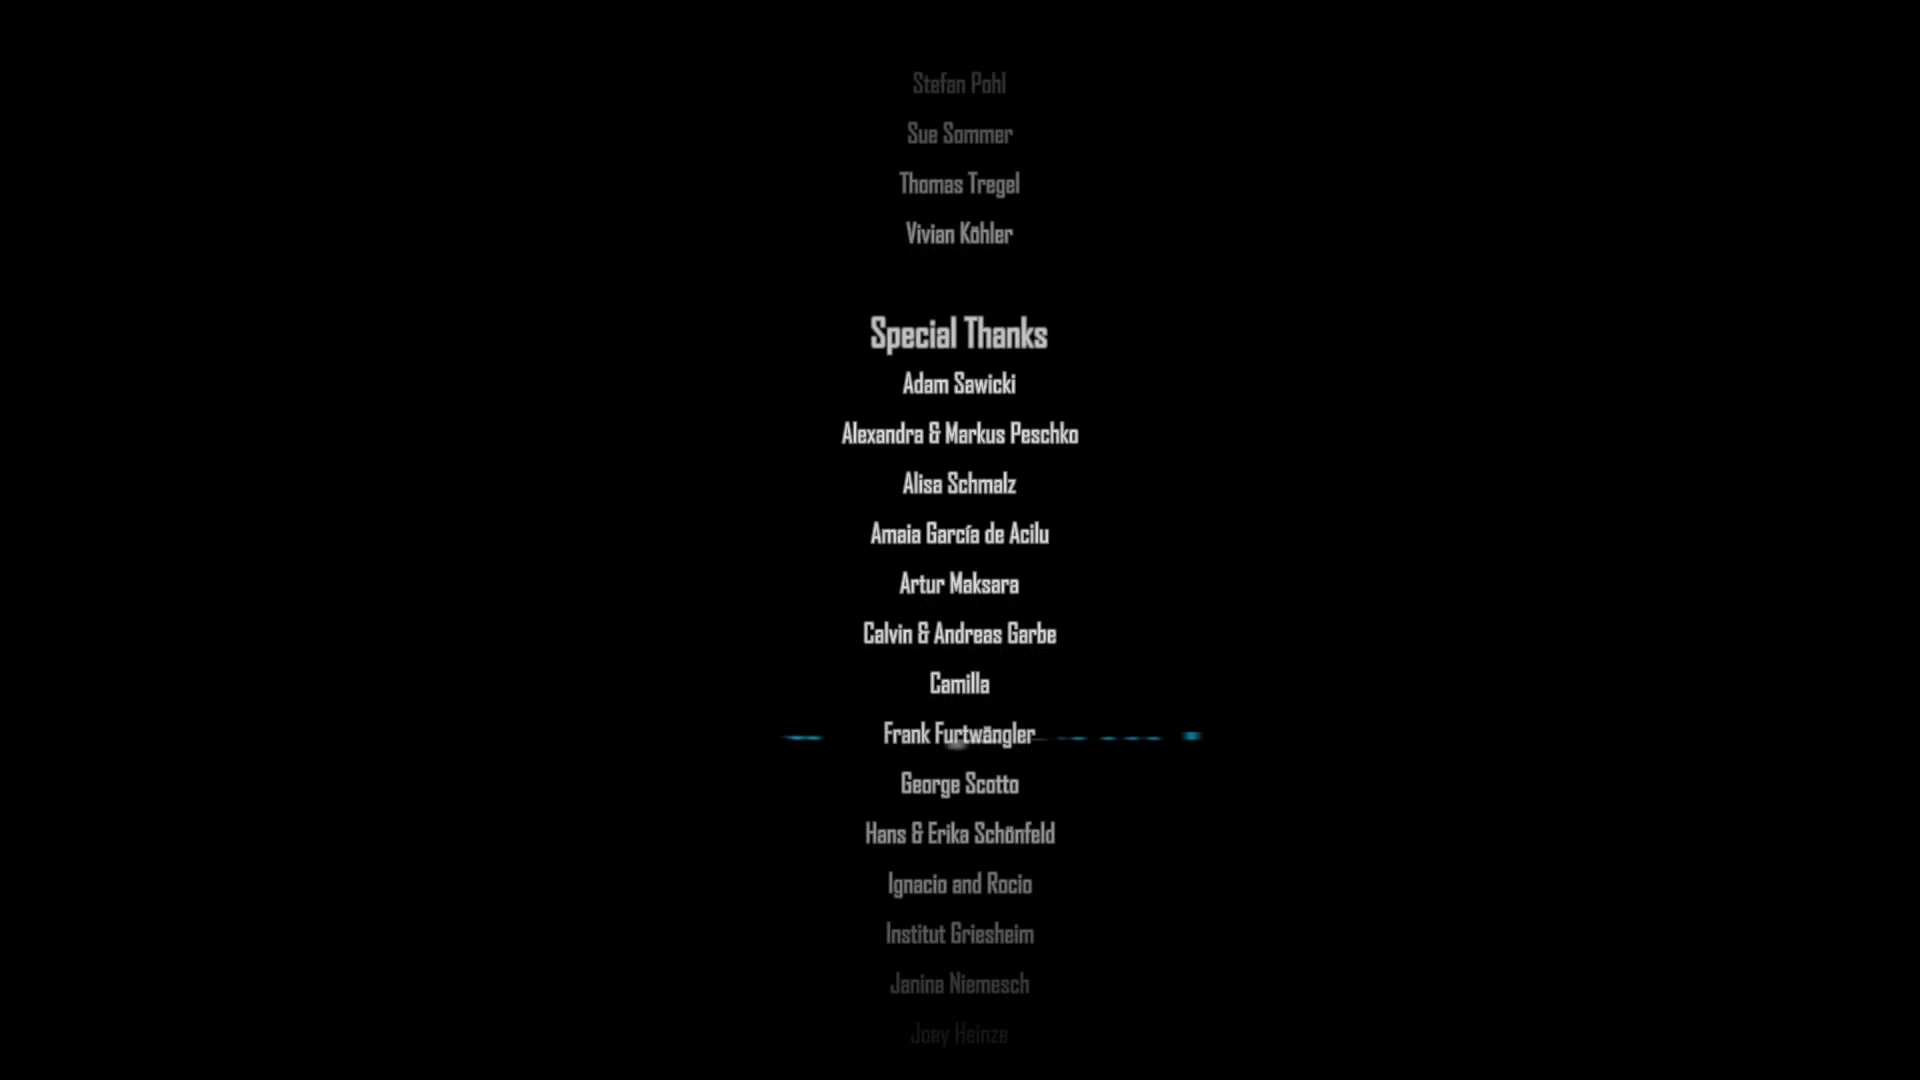 Stefan Pohl
Sue Sommer
Thomas Tregel
Vivian Köhler
Special Thanks
Adam Sawicki
Alexandra & Markus Peschko
Alisa Schmalz
Amaia García de Acilu
Artur Maksara
Calvin & Andreas Garbe
Camilla
Frank Furtwängler
George Scotto
Hans & Erika Schönfeld
Ignacio and Rocio
Institut Griesheim
Janina Niemesch
Joey Heinze